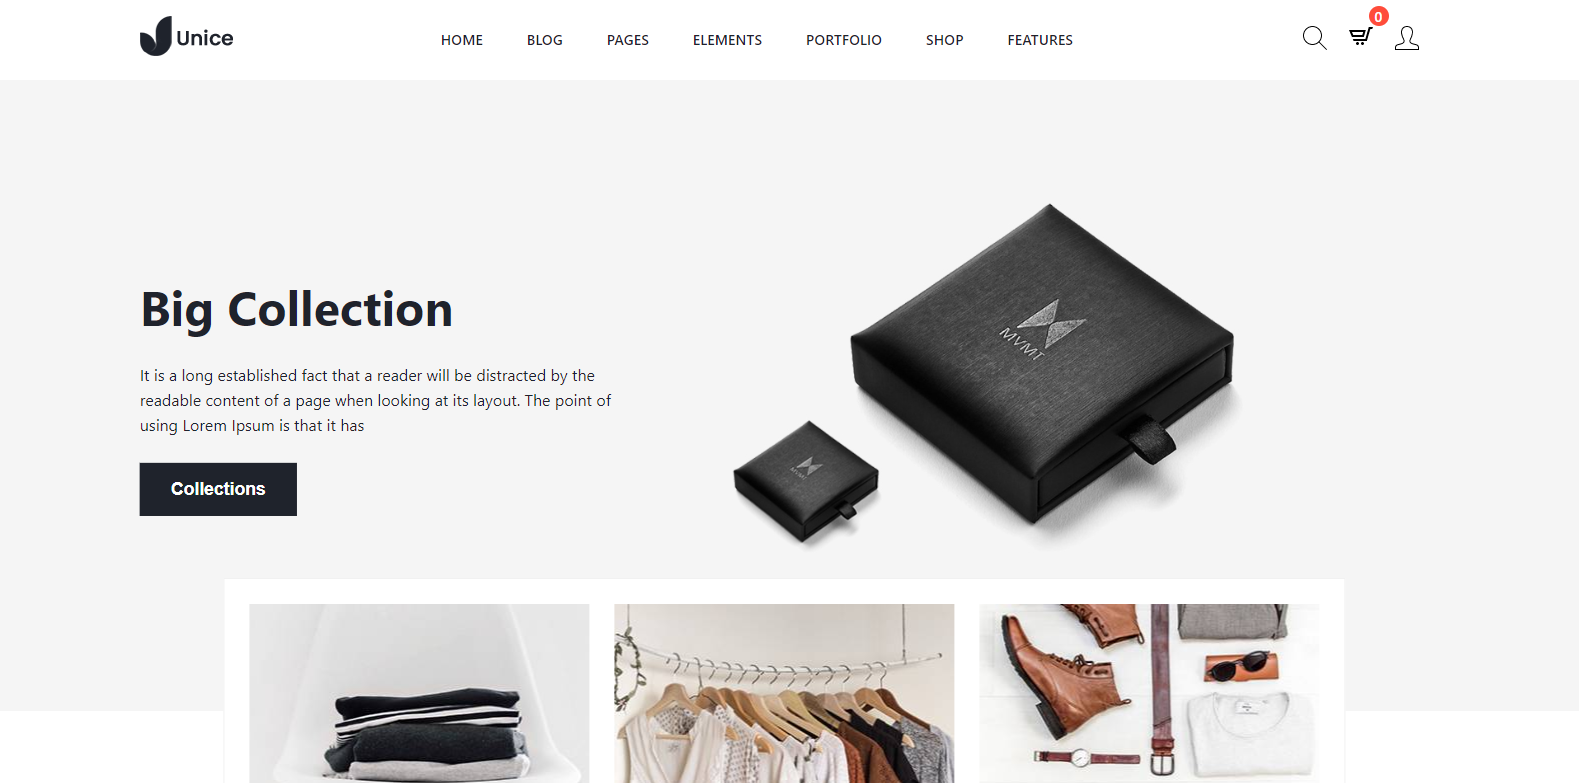 Unice
HOME BLOG PAGES ELEMENTS PORTFOLIO SHOP FEATURES
0
Big Collection
It is a long established fact that a reader will be distracted by the
readable content of a page when looking at its layout. The point of
using Lorem Ipsum is that it has
Collections
MVMT
MVMT